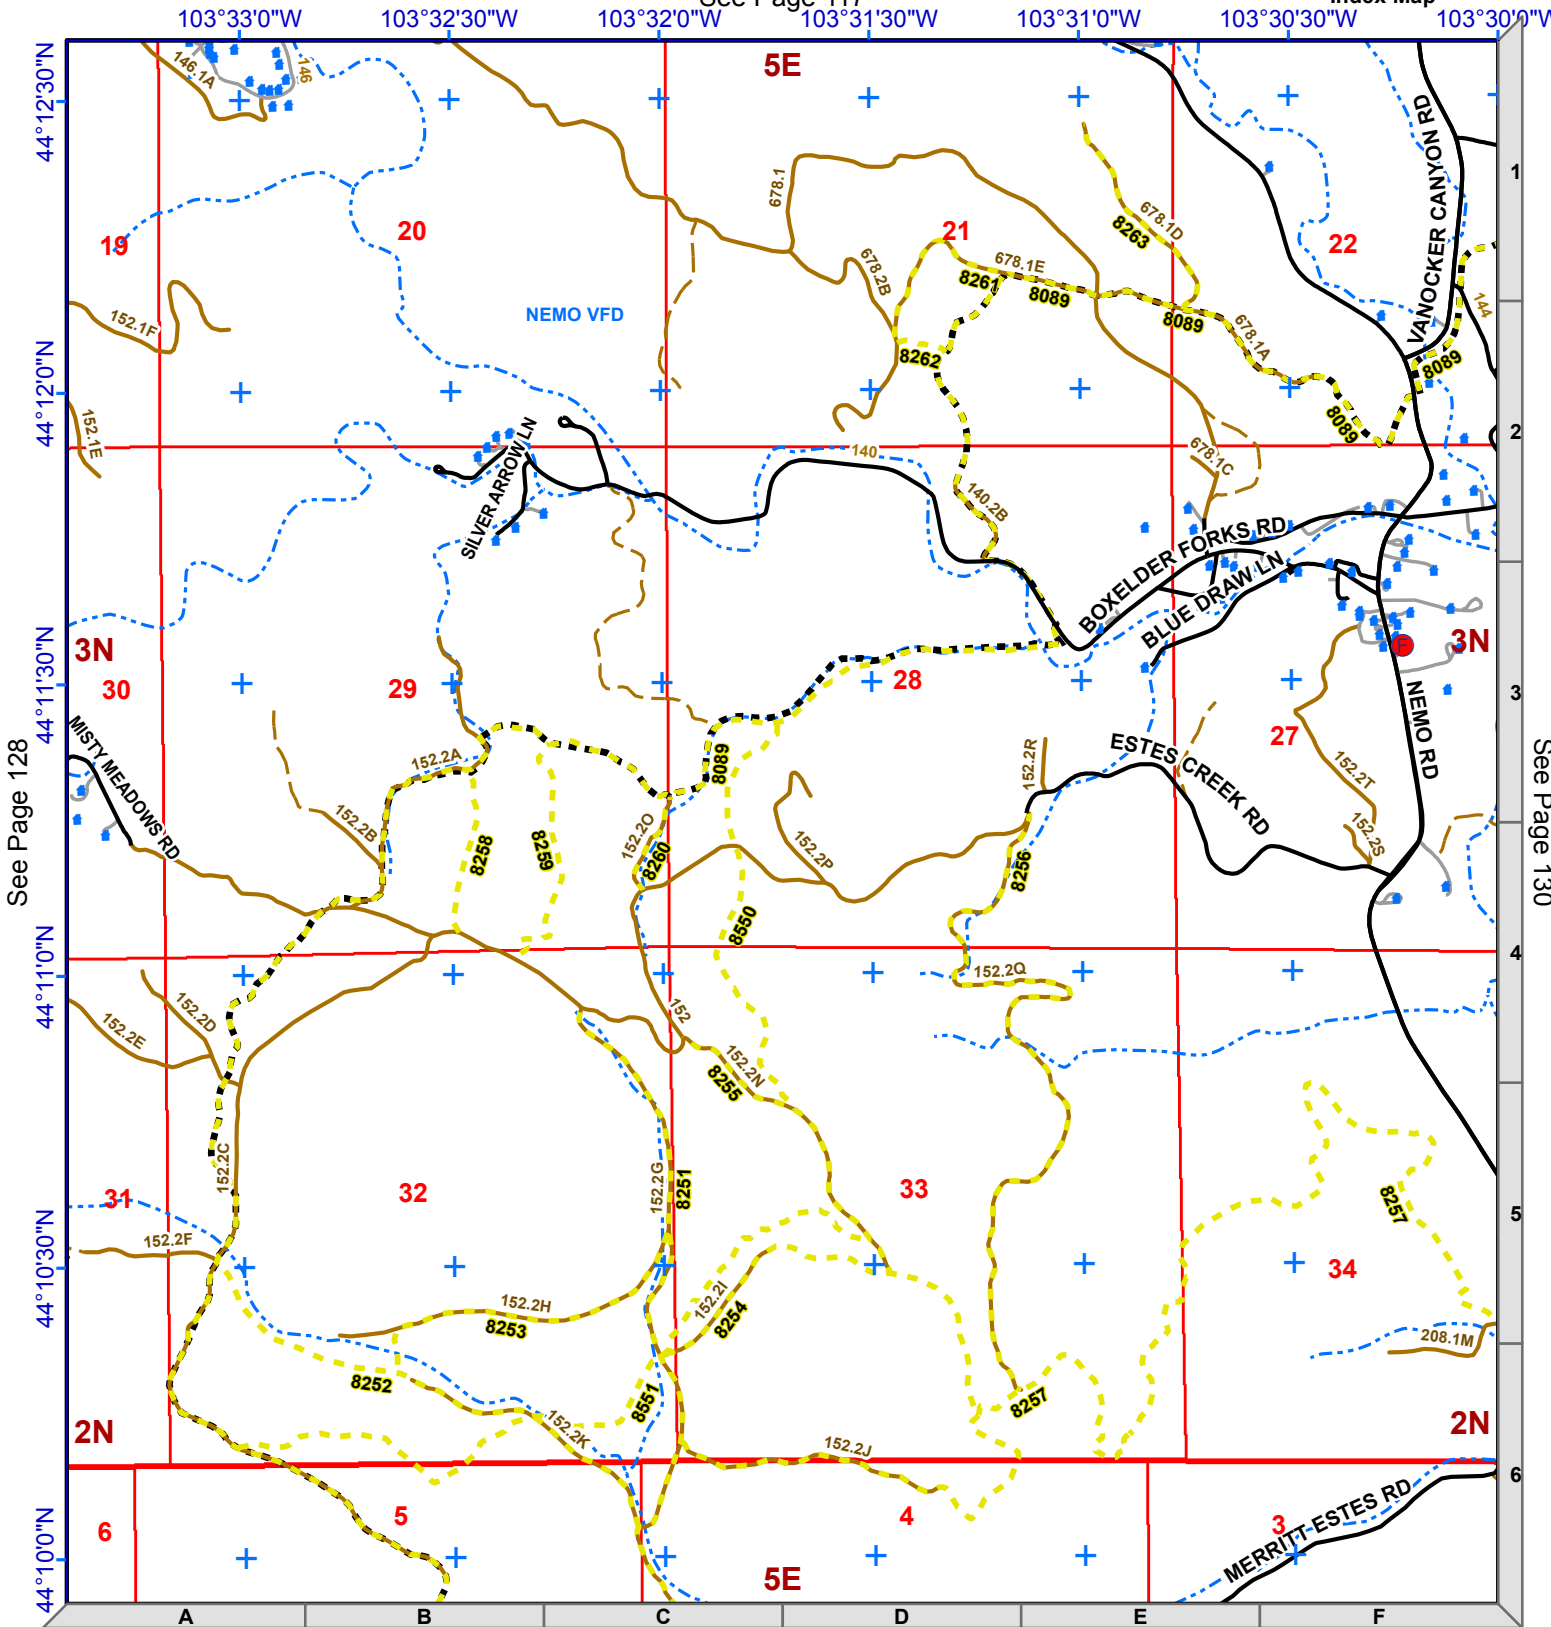 See Page 117
Index Map
103°33'0"W
103°32'30"W
103°32'0"W
103°31'30"W
103°31'0"W
103°30'30"W
103°30'0"W
44°12'30"N
44°12'0"N
44°11'30"N
44°11'0"N
44°10'30"N
44°10'0"N
See Page 128
See Page 130
5E
146.1A
146
678.1
678.1D
8263
VANOCKER CANYON RD
1
19
20
21
22
678.2B
678.1E
8261
8089
8089
678.1A
144
8089
152.1F
NEMO VFD
8262
8089
152.1E
SILVER ARROW LN
140
678.1C
2
140.2B
BOXELDER FORKS RD
BLUE DRAW LN
3N
3N
F
30
29
28
27
3
MISTY MEADOWS RD
152.2A
8089
152.2R
ESTES CREEK RD
NEMO RD
152.2T
152.2B
8258
8259
152.2O
8260
152.2P
8256
152.2S
8550
4
152.2D
152.2E
152
152.2Q
152.2N
8255
152.2C
31
32
152.2G
8251
33
8257
5
152.2F
34
152.2H
8253
152.2I
8254
208.1M
8252
8551
8257
2N
152.2K
152.2J
2N
6
6
5
4
3
MERRITT ESTES RD
5E
A
B
C
D
E
F